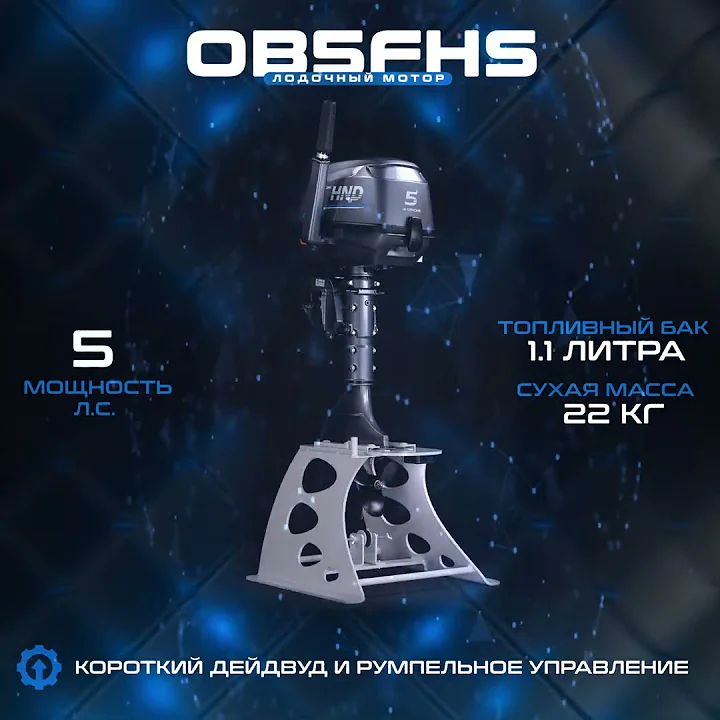 OB5FHS
ЛОДОЧНЫЙ МОТОР
HND
5
5
МОЩНОСТЬ
Л.С.
ТОПЛИВНЫЙ БАК
1.1 ЛИТРА
СУХАЯ МАССА
22 КГ
КОРОТКИЙ ДЕЙДВУД И РУМПЕЛЬНОЕ УПРАВЛЕНИЕ